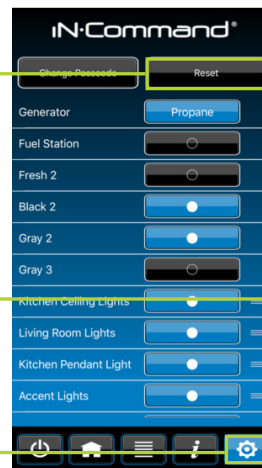 iN·Command®
Change Passcode Reset
Generator Propane
Fuel Station
Fresh 2
Black 2
Gray 2
Gray 3
Kitchen Ceiling Lights
Living Room Lights
Kitchen Pendant Light
Accent Lights